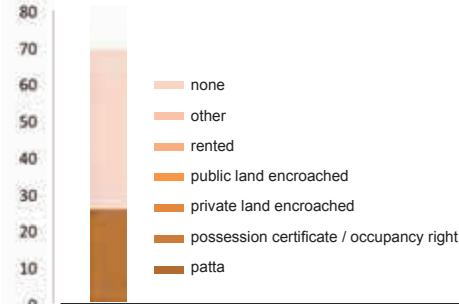 80
70
60
50
40
30
20
10
0
none
other
rented
public land encroached
private land encroached
possession certificate / occupancy right
patta